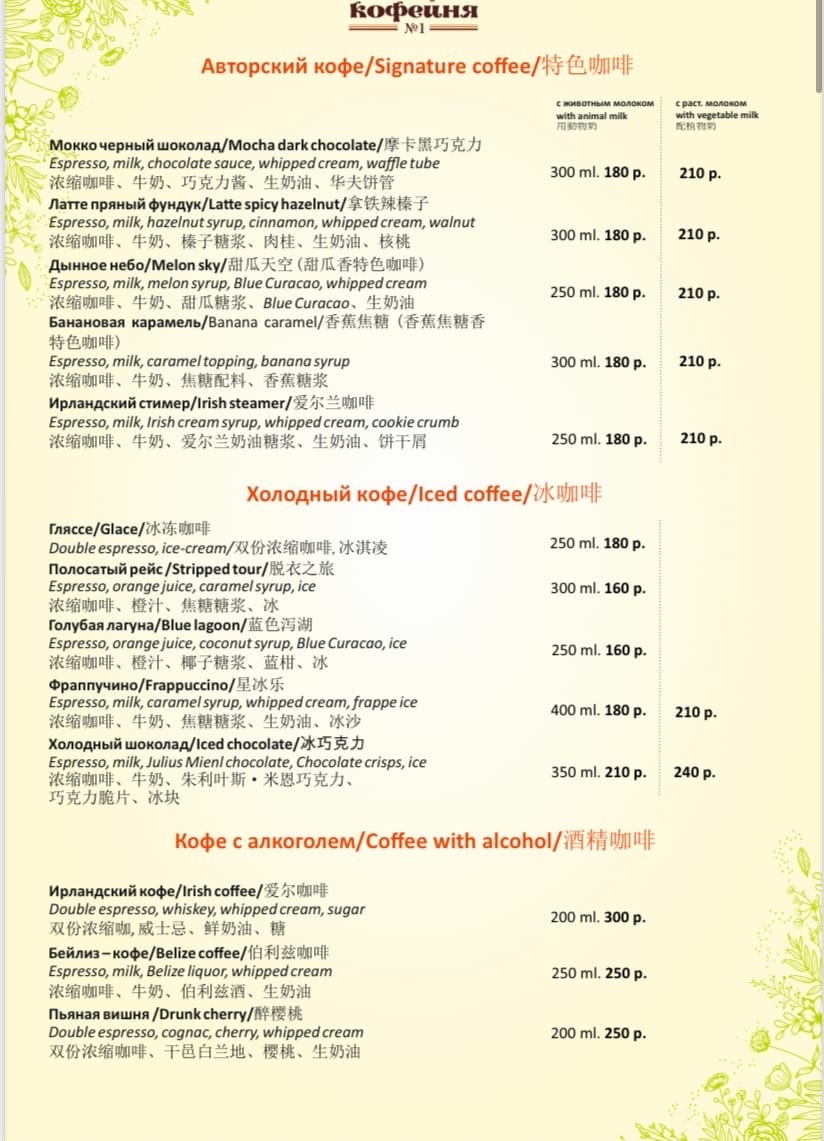 кофейня
№1
Авторский кофе/Signature coffee/特色咖啡
с животным молоком
with animal milk
用動物奶
с раст. молоком
with vegetable milk
配植物奶
Мокко черный шоколад/Mocha dark chocolate/摩卡黑巧克力
Espresso, milk, chocolate sauce, whipped cream, waffle tube
浓缩咖啡、牛奶、巧克力酱、生奶油、华夫饼管
300 ml. 180 р. 210 р.
Латте пряный фундук/Latte spicy hazelnut/拿铁辣榛子
Espresso, milk, hazelnut syrup, cinnamon, whipped cream, walnut
浓缩咖啡、牛奶、榛子糖浆、肉桂、生奶油、核桃
300 ml. 180 р. 210 р.
Дынное небо/Melon sky/甜瓜天空 (甜瓜香特色咖啡)
Espresso, milk, melon syrup, Blue Curacao, whipped cream
浓缩咖啡、牛奶、甜瓜糖浆、Blue Curacao、生奶油
250 ml. 180 р. 210 р.
Банановая карамель/Banana caramel/香蕉焦糖（香蕉焦糖香
特色咖啡）
Espresso, milk, caramel topping, banana syrup
浓缩咖啡、牛奶、焦糖配料、香蕉糖浆
300 ml. 180 р. 210 р.
Ирландский стимер/Irish steamer/爱尔兰咖啡
Espresso, milk, Irish cream syrup, whipped cream, cookie crumb
浓缩咖啡、牛奶、爱尔兰奶油糖浆、生奶油、饼干屑
250 ml. 180 р. 210 р.
Холодный кофе/Iced coffee/冰咖啡
Гляссе/Glace/冰冻咖啡
Double espresso, ice-cream/双份浓缩咖啡, 冰淇凌
250 ml. 180 р.
Полосатый рейс /Stripped tour/脱衣之旅
Espresso, orange juice, caramel syrup, ice
浓缩咖啡、橙汁、焦糖糖浆、冰
300 ml. 160 р.
Голубая лагуна/Blue lagoon/蓝色泻湖
Espresso, orange juice, coconut syrup, Blue Curacao, ice
浓缩咖啡、橙汁、椰子糖浆、蓝柑、冰
250 ml. 160 р.
Фраппучино/Frappuccino/星冰乐
Espresso, milk, caramel syrup, whipped cream, frappe ice
浓缩咖啡、牛奶、焦糖糖浆、生奶油、冰沙
400 ml. 180 р. 210 р.
Холодный шоколад/Iced chocolate/冰巧克力
Espresso, milk, Julius Mienl chocolate, Chocolate crisps, ice
浓缩咖啡、牛奶、朱利叶斯·米恩巧克力、
巧克力脆片、冰块
350 ml. 210 р. 240 р.
Кофе с алкоголем/Coffee with alcohol/酒精咖啡
Ирландский кофе/Irish coffee/爱尔咖啡
Double espresso, whiskey, whipped cream, sugar
双份浓缩咖, 威士忌、鲜奶油、糖
200 ml. 300 р.
Бейлиз – кофе/Belize coffee/伯利兹咖啡
Espresso, milk, Belize liquor, whipped cream
浓缩咖啡、牛奶、伯利兹酒、生奶油
250 ml. 250 р.
Пьяная вишня /Drunk cherry/醉樱桃
Double espresso, cognac, cherry, whipped cream
双份浓缩咖啡、干邑白兰地、樱桃、生奶油
200 ml. 250 р.